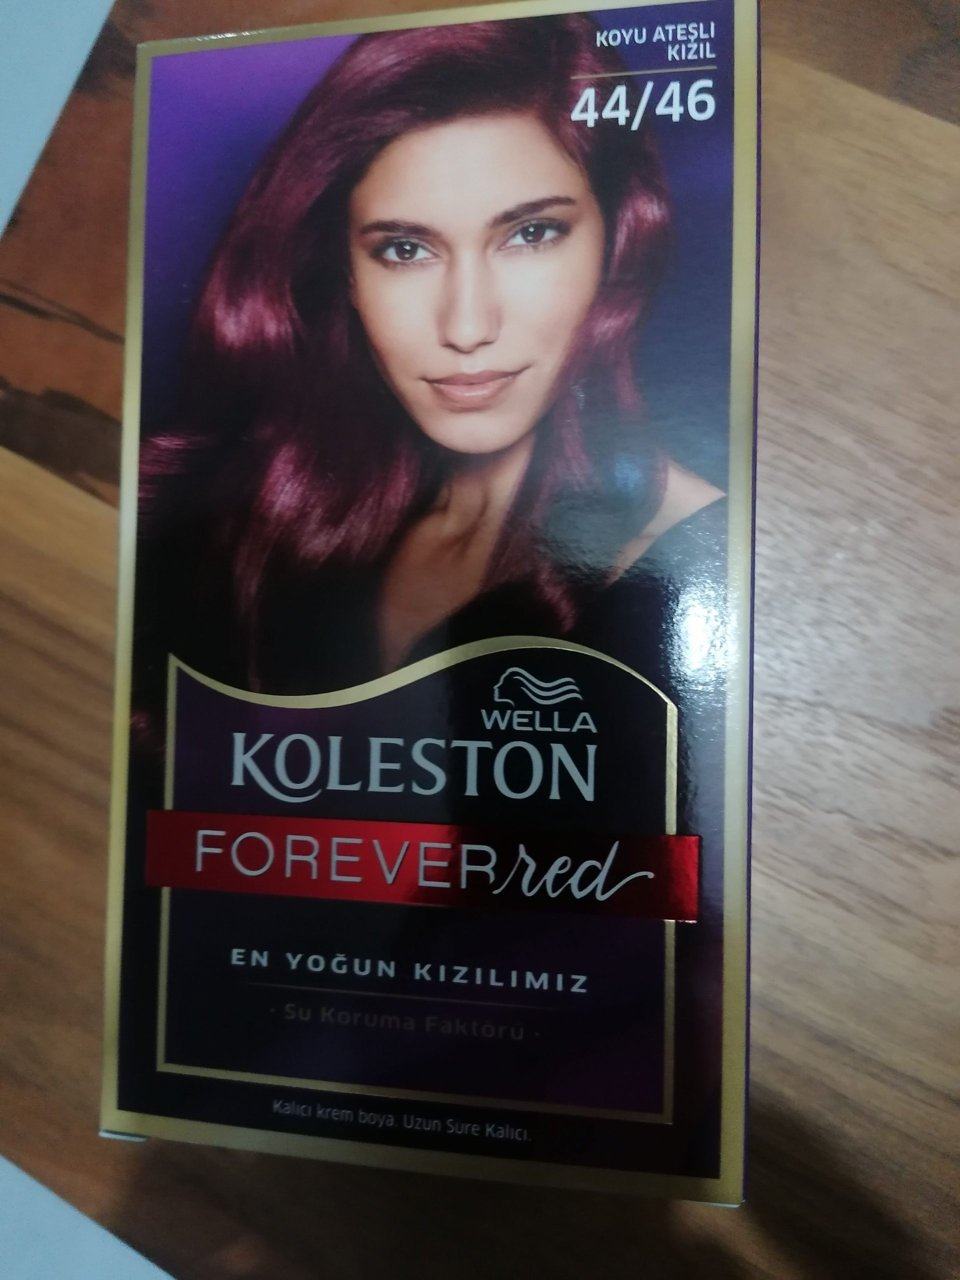 KOYU ATEŞLİ
KIZIL
44/46
WELLA
KOLESTON
FOREVER red
EN YOĞUN KIZILIMIZ
· Su Koruma Faktörü ·
Kalıcı krem boya. Uzun Süre Kalıcı.